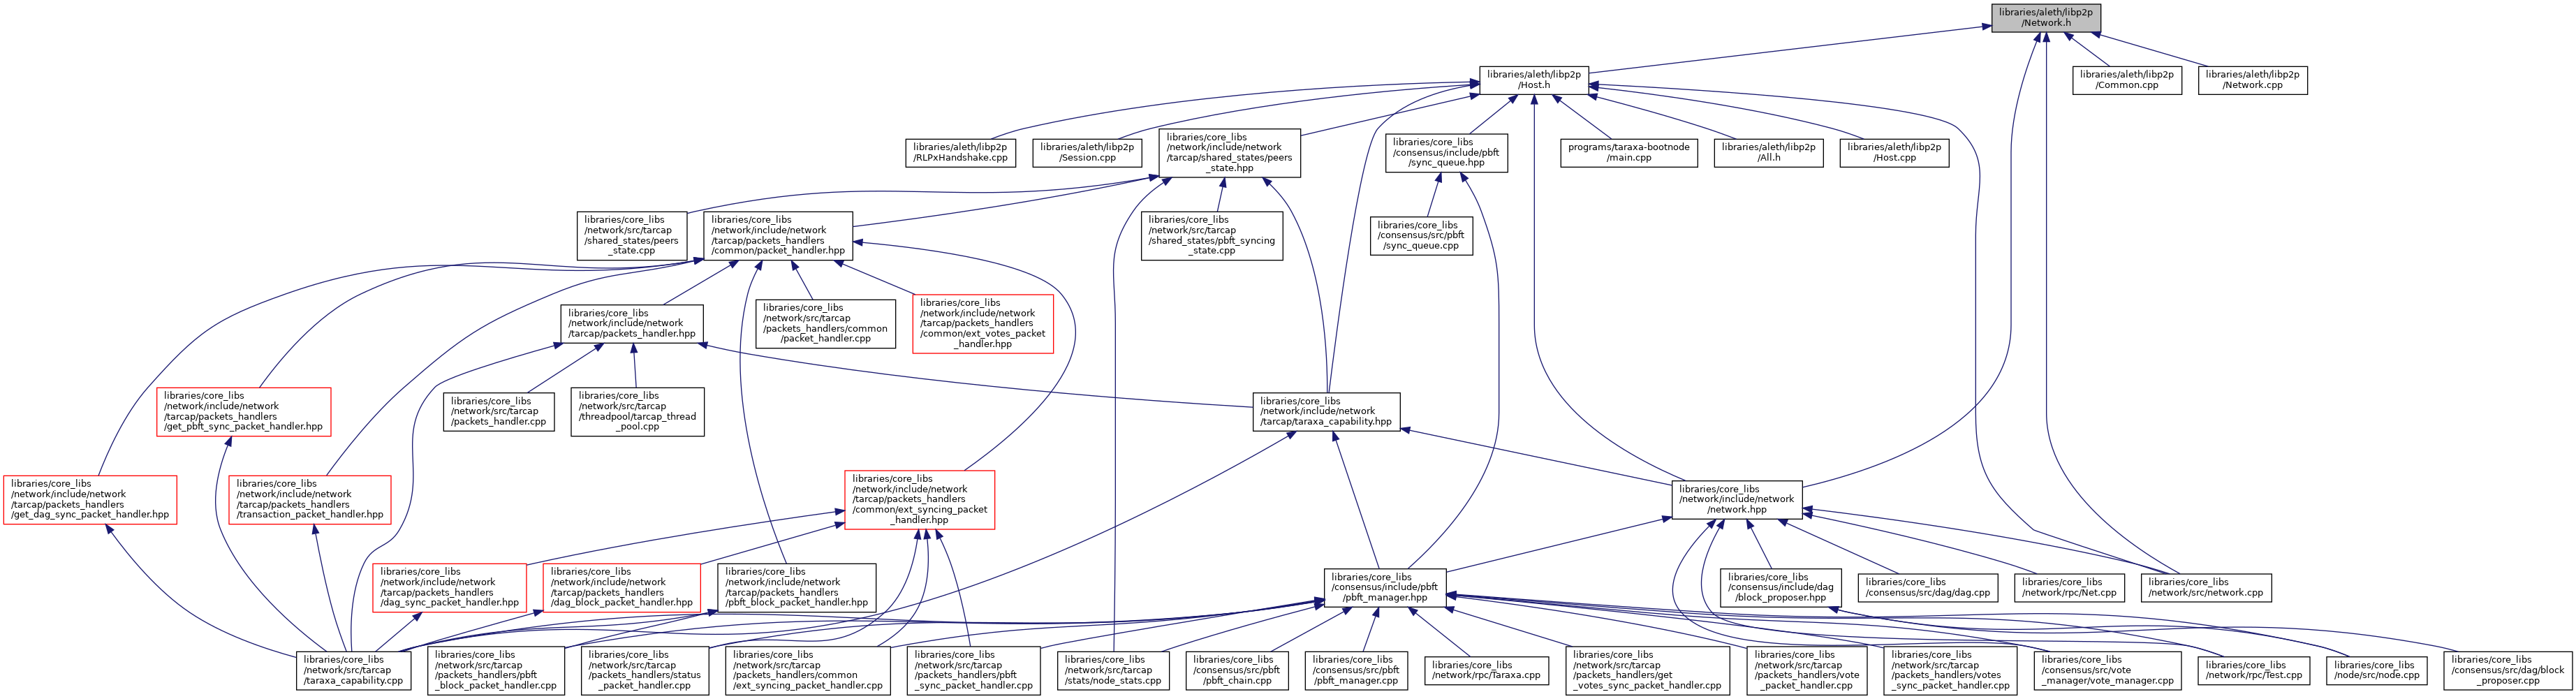 libraries/aleth/libp2p
/Network.h
libraries/aleth/libp2p
/Host.h
libraries/aleth/libp2p
/Common.cpp
libraries/aleth/libp2p
/Network.cpp
libraries/aleth/libp2p
/RLPxHandshake.cpp
libraries/aleth/libp2p
/Session.cpp
libraries/core_libs
/network/include/network
/tarcap/shared_states/peers
_state.hpp
libraries/core_libs
/consensus/include/pbft
/sync_queue.hpp
programs/taraxa-bootnode
/main.cpp
libraries/aleth/libp2p
/All.h
libraries/aleth/libp2p
/Host.cpp
libraries/core_libs
/network/src/tarcap
/shared_states/peers
_state.cpp
libraries/core_libs
/network/include/network
/tarcap/packets_handlers
/common/packet_handler.hpp
libraries/core_libs
/network/src/tarcap
/shared_states/pbft_syncing
_state.cpp
libraries/core_libs
/consensus/src/pbft
/sync_queue.cpp
libraries/core_libs
/network/include/network
/tarcap/packets_handler.hpp
libraries/core_libs
/network/src/tarcap
/packets_handlers/common
/packet_handler.cpp
libraries/core_libs
/network/include/network
/tarcap/packets_handlers
/common/ext_votes_packet
_handler.hpp
libraries/core_libs
/network/include/network
/tarcap/packets_handlers
/get_pbft_sync_packet_handler.hpp
libraries/core_libs
/network/src/tarcap
/packets_handler.cpp
libraries/core_libs
/network/src/tarcap
/threadpool/tarcap_thread
_pool.cpp
libraries/core_libs
/network/include/network
/tarcap/taraxa_capability.hpp
libraries/core_libs
/network/include/network
/tarcap/packets_handlers
/get_dag_sync_packet_handler.hpp
libraries/core_libs
/network/include/network
/tarcap/packets_handlers
/transaction_packet_handler.hpp
libraries/core_libs
/network/include/network
/tarcap/packets_handlers
/common/ext_syncing_packet
_handler.hpp
libraries/core_libs
/network/include/network
/network.hpp
libraries/core_libs
/network/include/network
/tarcap/packets_handlers
/dag_sync_packet_handler.hpp
libraries/core_libs
/network/include/network
/tarcap/packets_handlers
/dag_block_packet_handler.hpp
libraries/core_libs
/network/include/network
/tarcap/packets_handlers
/pbft_block_packet_handler.hpp
libraries/core_libs
/consensus/include/pbft
/pbft_manager.hpp
libraries/core_libs
/consensus/include/dag
/block_proposer.hpp
libraries/core_libs
/consensus/src/dag/dag.cpp
libraries/core_libs
/network/rpc/Net.cpp
libraries/core_libs
/network/src/network.cpp
libraries/core_libs
/network/src/tarcap
/taraxa_capability.cpp
libraries/core_libs
/network/src/tarcap
/packets_handlers/pbft
_block_packet_handler.cpp
libraries/core_libs
/network/src/tarcap
/packets_handlers/status
_packet_handler.cpp
libraries/core_libs
/network/src/tarcap
/packets_handlers/common
/ext_syncing_packet_handler.cpp
libraries/core_libs
/network/src/tarcap
/packets_handlers/pbft
_sync_packet_handler.cpp
libraries/core_libs
/network/src/tarcap
/stats/node_stats.cpp
libraries/core_libs
/consensus/src/pbft
/pbft_chain.cpp
libraries/core_libs
/consensus/src/pbft
/pbft_manager.cpp
libraries/core_libs
/network/rpc/Taraxa.cpp
libraries/core_libs
/network/src/tarcap
/packets_handlers/get
_votes_sync_packet_handler.cpp
libraries/core_libs
/network/src/tarcap
/packets_handlers/vote
_packet_handler.cpp
libraries/core_libs
/network/src/tarcap
/packets_handlers/votes
_sync_packet_handler.cpp
libraries/core_libs
/consensus/src/vote
_manager/vote_manager.cpp
libraries/core_libs
/network/rpc/Test.cpp
libraries/core_libs
/node/src/node.cpp
libraries/core_libs
/consensus/src/dag/block
_proposer.cpp